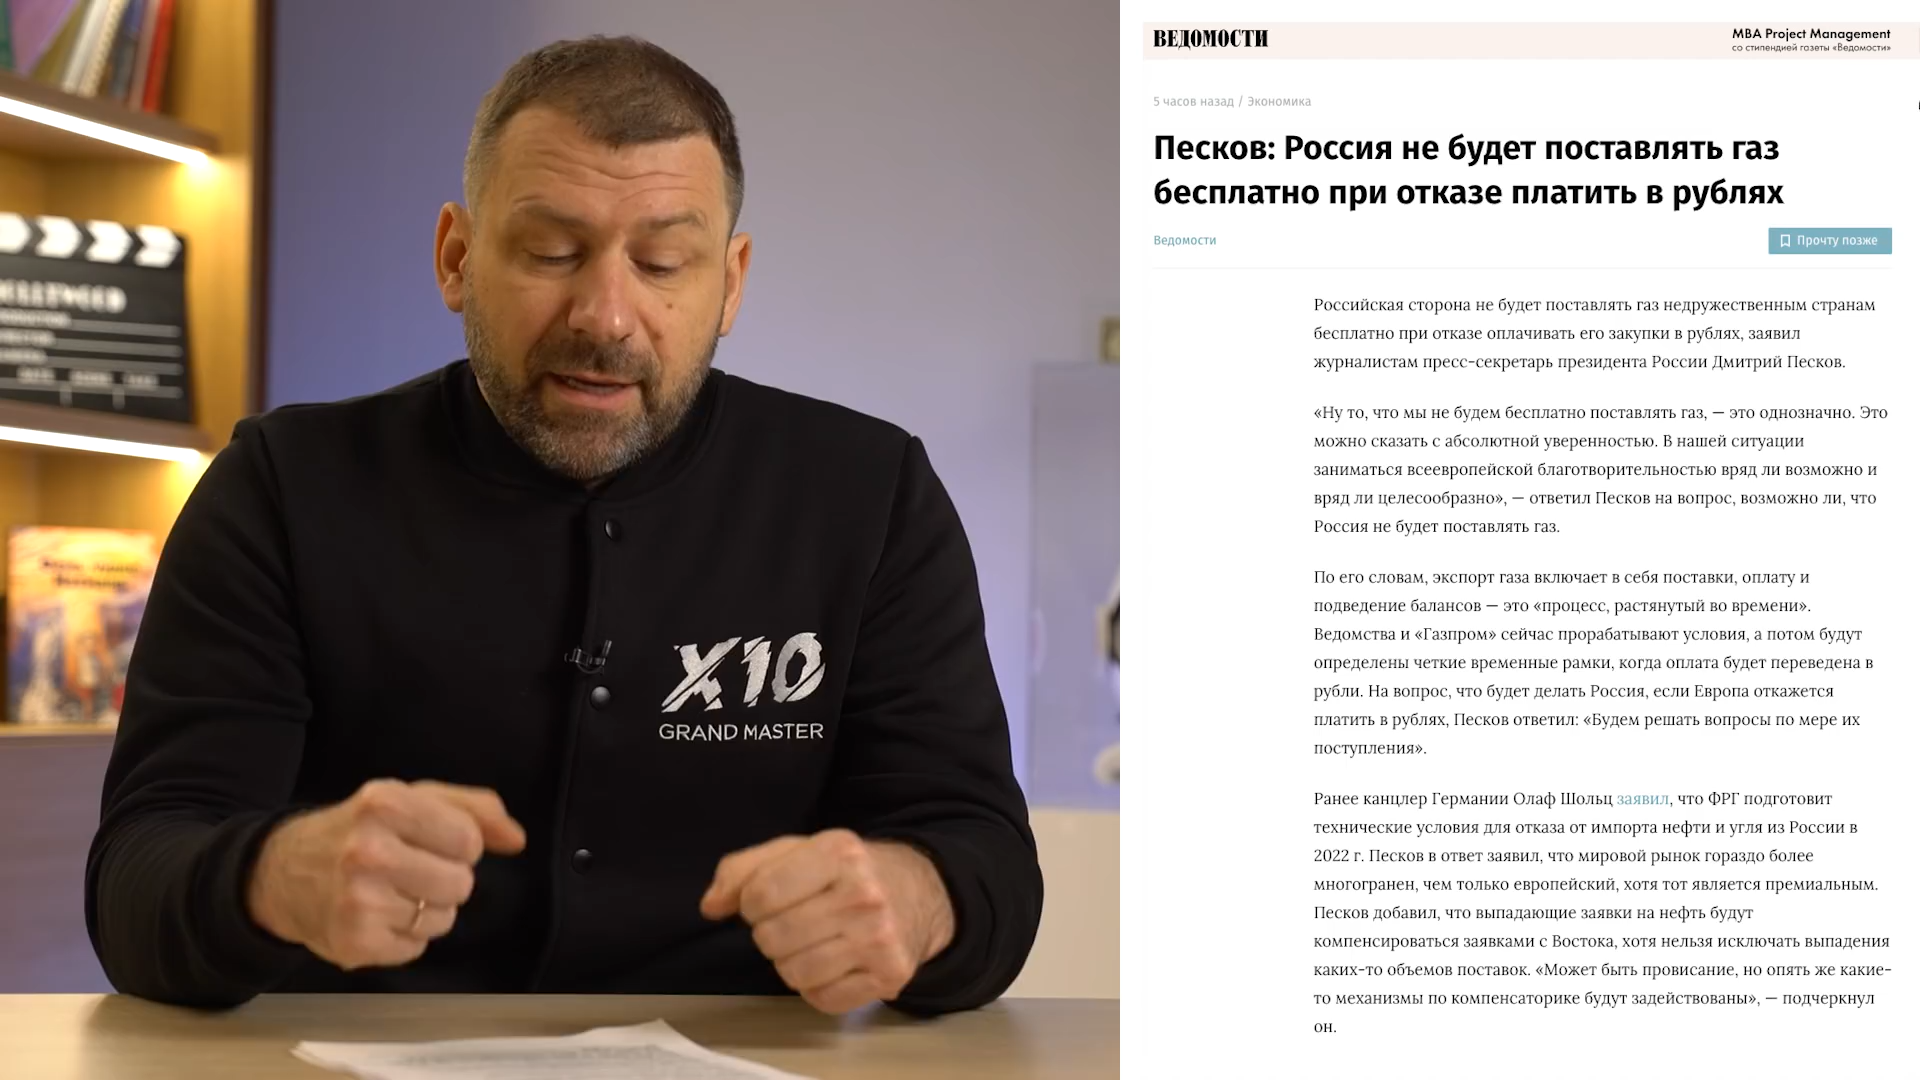 X10
GRAND MASTER
ВЕДОМОСТИ
MBA Project Management
со стипендией газеты «Ведомости»
5 часов назад / Экономика
Песков: Россия не будет поставлять газ
бесплатно при отказе платить в рублях
Ведомости
Прочту позже
Российская сторона не будет поставлять газ недружественным странам
бесплатно при отказе оплачивать его закупки в рублях, заявил
журналистам пресс-секретарь президента России Дмитрий Песков.
«Ну то, что мы не будем бесплатно поставлять газ, — это однозначно. Это
можно сказать с абсолютной уверенностью. В нашей ситуации
заниматься всеевропейской благотворительностью вряд ли возможно и
вряд ли целесообразно», — ответил Песков на вопрос, возможно ли, что
Россия не будет поставлять газ.
По его словам, экспорт газа включает в себя поставки, оплату и
подведение балансов — это «процесс, растянутый во времени».
Ведомства и «Газпром» сейчас прорабатывают условия, а потом будут
определены четкие временные рамки, когда оплата будет переведена в
рубли. На вопрос, что будет делать Россия, если Европа откажется
платить в рублях, Песков ответил: «Будем решать вопросы по мере их
поступления».
Ранее канцлер Германии Олаф Шольц заявил, что ФРГ подготовит
технические условия для отказа от импорта нефти и угля из России в
2022 г. Песков в ответ заявил, что мировой рынок гораздо более
многогранен, чем только европейский, хотя тот является премиальным.
Песков добавил, что выпадающие заявки на нефть будут
компенсироваться заявками с Востока, хотя нельзя исключать выпадения
каких-то объемов поставок. «Может быть провисание, но опять же какие-
то механизмы по компенсаторике будут задействованы», — подчеркнул
он.